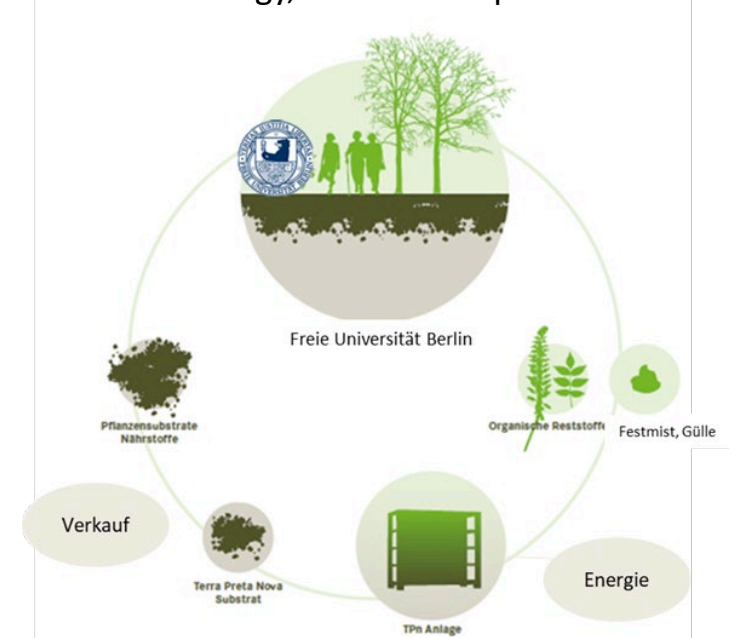 Freie Universität Berlin
Pflanzensubstrate
Nährstoffe
Organische Reststoffe
Festmist, Gülle
Verkauf
Terra Preta Nova
Substrat
Energie
TPn Anlage